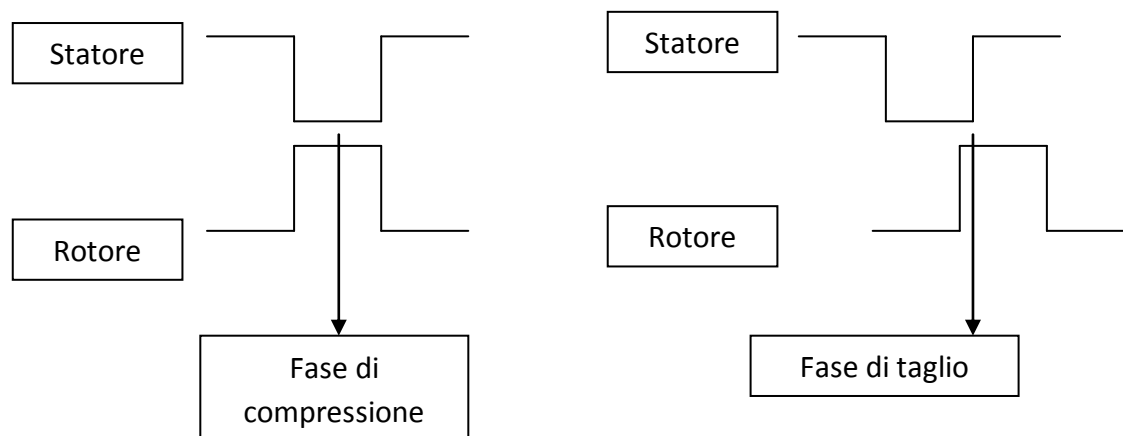 Statore
Rotore
Fase di
compressione
Statore
Rotore
Fase di taglio